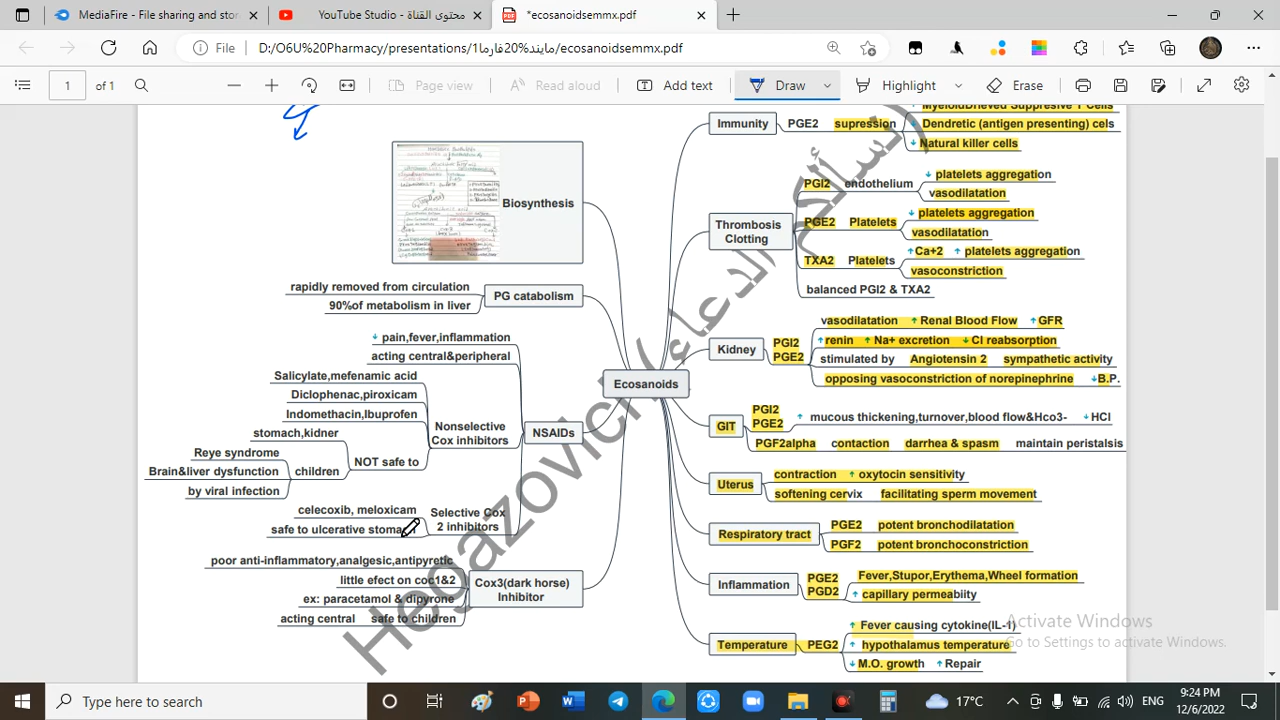 MediaFire - File sharing and stor
YouTube Studio - محتوى القناة
*ecosanoidsemmx.pdf
File
D:/O6U%20Pharmacy/presentations/1مايند%20فارما/ecosanoidsemmx.pdf
1 of 1
Page view
Read aloud
Add text
Draw
Highlight
Erase
Biosynthesis
rapidly removed from circulation
90%of metabolism in liver
PG catabolism
↓ pain,fever,inflammation
acting central&peripheral
Salicylate,mefenamic acid
Diclophenac,piroxicam
Indomethacin,Ibuprofen
Nonselective
Cox inhibitors
stomach,kidner
Reye syndrome
Brain&liver dysfunction
by viral infection
children
NOT safe to
NSAIDs
celecoxib, meloxicam
safe to ulcerative stomach
Selective Cox
2 inhibitors
poor anti-inflammatory,analgesic,antipyretic
little efect on coc1&2
ex: paracetamol & dipyrone
acting central safe to children
Cox3(dark horse)
Inhibitor
Ecosanoids
Immunity
PGE2 supression
↑ MyeloidDrieved Suppresive T Cells
↓ Dendretic (antigen presenting) cels
↓ Natural killer cells
Thrombosis
Clotting
PGI2 endothelium
↓ platelets aggregation
vasodilatation
PGE2 Platelets
↓ platelets aggregation
vasodilatation
TXA2 Platelets
↑ Ca+2 ↑ platelets aggregation
vasoconstriction
balanced PGI2 & TXA2
Kidney
PGI2
PGE2
vasodilatation ↑ Renal Blood Flow ↑ GFR
↑ renin ↑ Na+ excretion ↓ Cl reabsorption
stimulated by Angiotensin 2 sympathetic activity
opposing vasoconstriction of norepinephrine ↓ B.P.
GIT
PGI2
PGE2
↑ mucous thickening,turnover,blood flow&Hco3- ↓ HCl
PGF2alpha contaction darrhea & spasm maintain peristalsis
Uterus
contraction ↑ oxytocin sensitivity
softening cervix facilitating sperm movement
Respiratory tract
PGE2 potent bronchodilatation
PGF2 potent bronchoconstriction
Inflammation
PGE2
PGD2
Fever,Stupor,Erythema,Wheel formation
↑ capillary permeabiity
Temperature
PEG2
↑ Fever causing cytokine(IL-1)
↑ hypothalamus temperature
↓ M.O. growth ↑ Repair
Hegazovich (نسألكم الدعاء)
Activate Windows
Go to Settings to activate Windows.
Type here to search
17°C
ENG
9:24 PM
12/6/2022